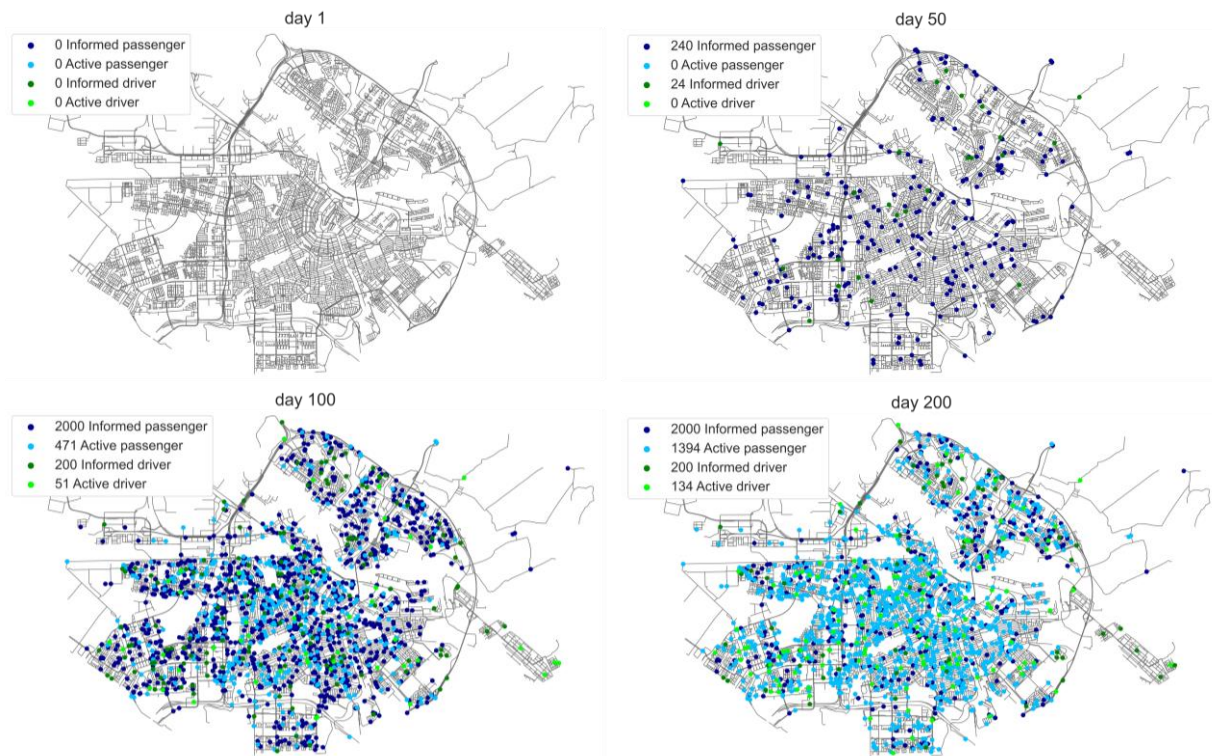 day 1
0 Informed passenger
0 Active passenger
0 Informed driver
0 Active driver
day 50
240 Informed passenger
0 Active passenger
24 Informed driver
0 Active driver
day 100
2000 Informed passenger
471 Active passenger
200 Informed driver
51 Active driver
day 200
2000 Informed passenger
1394 Active passenger
200 Informed driver
134 Active driver